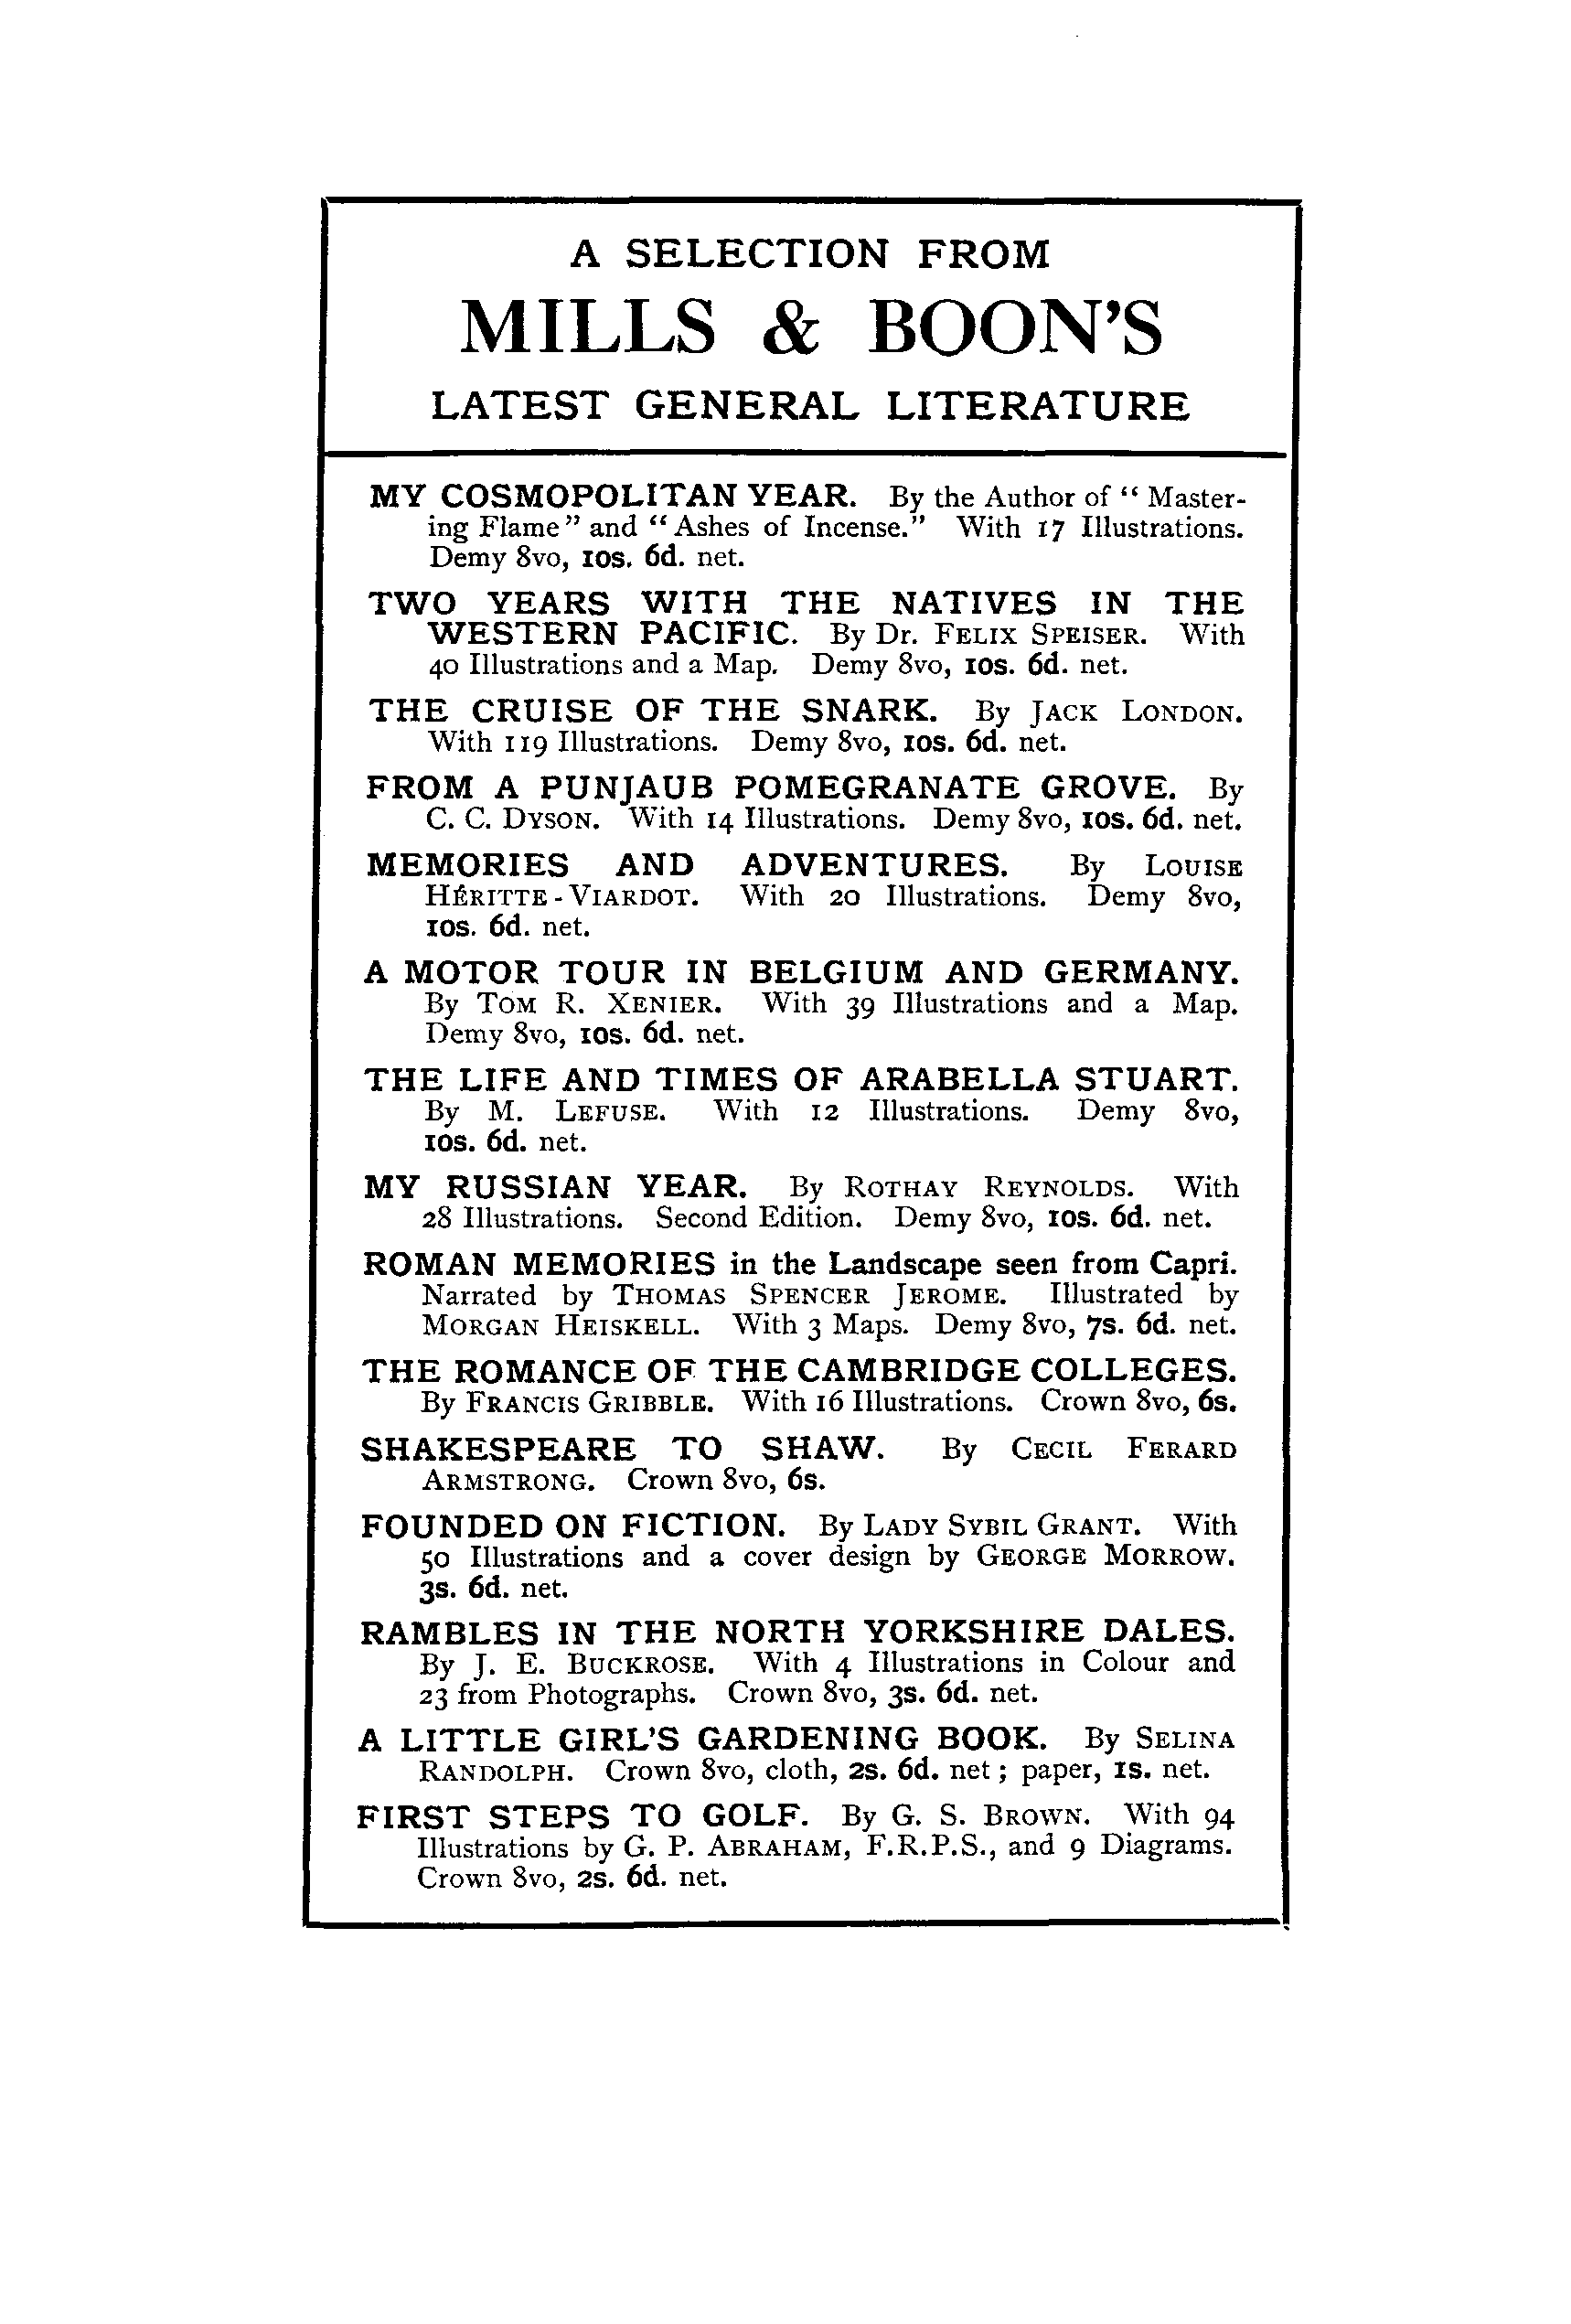 A SELECTION FROM
MILLS & BOON'S
LATEST GENERAL LITERATURE
MY COSMOPOLITAN YEAR. By the Author of “ Master-
ing Flame” and “Ashes of Incense.” With 17 Illustrations.
Demy 8vo, 10s. 6d. net.
TWO YEARS WITH THE NATIVES IN THE
WESTERN PACIFIC. By Dr. FELIX SPEISER. With
40 Illustrations and a Map. Demy 8vo, 10s. 6d. net.
THE CRUISE OF THE SNARK. By JACK LONDON.
With 119 Illustrations. Demy 8vo, 10s. 6d. net.
FROM A PUNJAUB POMEGRANATE GROVE. By
C. C. DYSON. With 14 Illustrations. Demy 8vo, 10s. 6d. net.
MEMORIES AND ADVENTURES. By LOUISE
HÉRITTE-VIARDOT. With 20 Illustrations. Demy 8vo,
10s. 6d. net.
A MOTOR TOUR IN BELGIUM AND GERMANY.
By TOM R. XENIER. With 39 Illustrations and a Map.
Demy 8vo, 10s. 6d. net.
THE LIFE AND TIMES OF ARABELLA STUART.
By M. LEFUSE. With 12 Illustrations. Demy 8vo,
10s. 6d. net.
MY RUSSIAN YEAR. By ROTHAY REYNOLDS. With
28 Illustrations. Second Edition. Demy 8vo, 10s. 6d. net.
ROMAN MEMORIES in the Landscape seen from Capri.
Narrated by THOMAS SPENCER JEROME. Illustrated by
MORGAN HEISKELL. With 3 Maps. Demy 8vo, 7s. 6d. net.
THE ROMANCE OF THE CAMBRIDGE COLLEGES.
By FRANCIS GRIBBLE. With 16 Illustrations. Crown 8vo, 6s.
SHAKESPEARE TO SHAW. By CECIL FERARD
ARMSTRONG. Crown 8vo, 6s.
FOUNDED ON FICTION. By LADY SYBIL GRANT. With
50 Illustrations and a cover design by GEORGE MORROW.
3s. 6d. net.
RAMBLES IN THE NORTH YORKSHIRE DALES.
By J. E. BUCKROSE. With 4 Illustrations in Colour and
23 from Photographs. Crown 8vo, 3s. 6d. net.
A LITTLE GIRL'S GARDENING BOOK. By SELINA
RANDOLPH. Crown 8vo, cloth, 2s. 6d. net ; paper, 1s. net.
FIRST STEPS TO GOLF. By G. S. BROWN. With 94
Illustrations by G. P. ABRAHAM, F.R.P.S., and 9 Diagrams.
Crown 8vo, 2s. 6d. net.